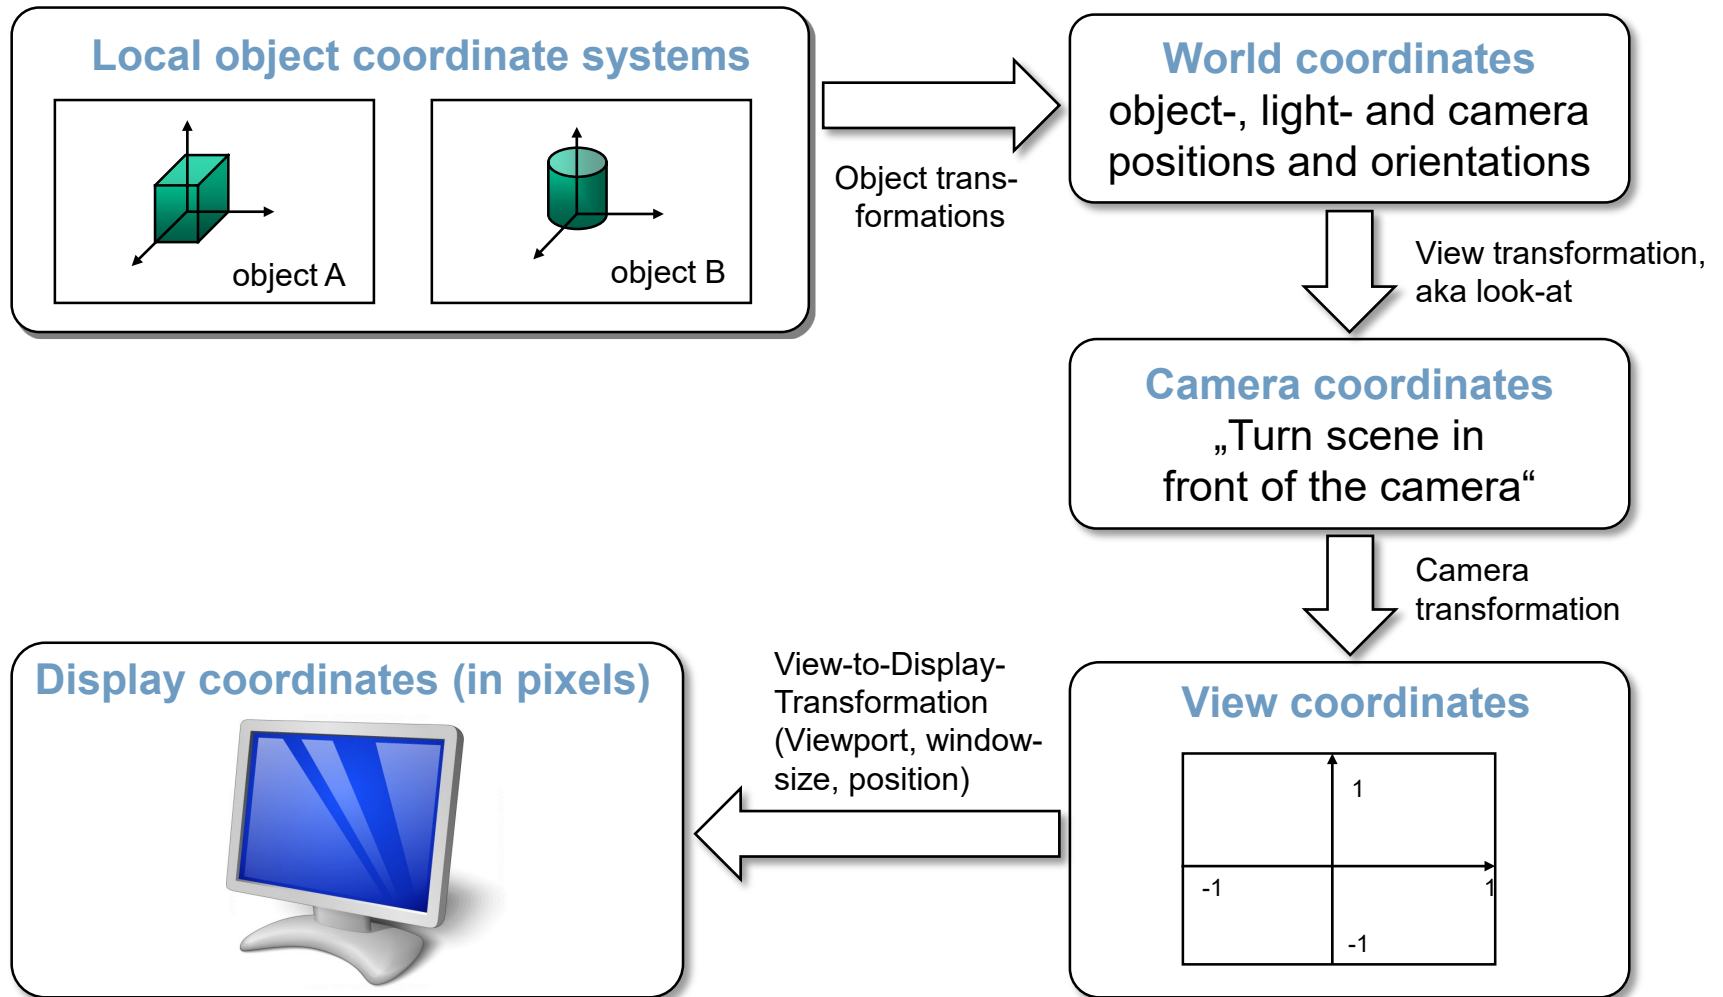 Local object coordinate systems
object A
object B
Object trans-
formations
World coordinates
object-, light- and camera
positions and orientations
View transformation,
aka look-at
Camera coordinates
„Turn scene in
front of the camera“
Camera
transformation
View coordinates
1
-1
1
-1
View-to-Display-
Transformation
(Viewport, window-
size, position)
Display coordinates (in pixels)